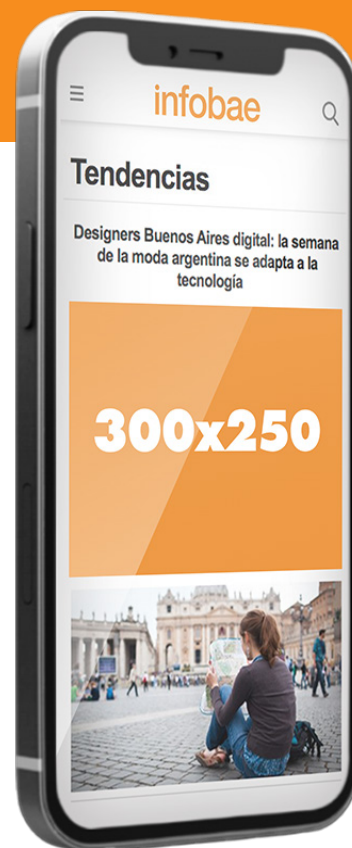 infobae
Tendencias
Designers Buenos Aires digital: la semana
de la moda argentina se adapta a la
tecnología
300x250